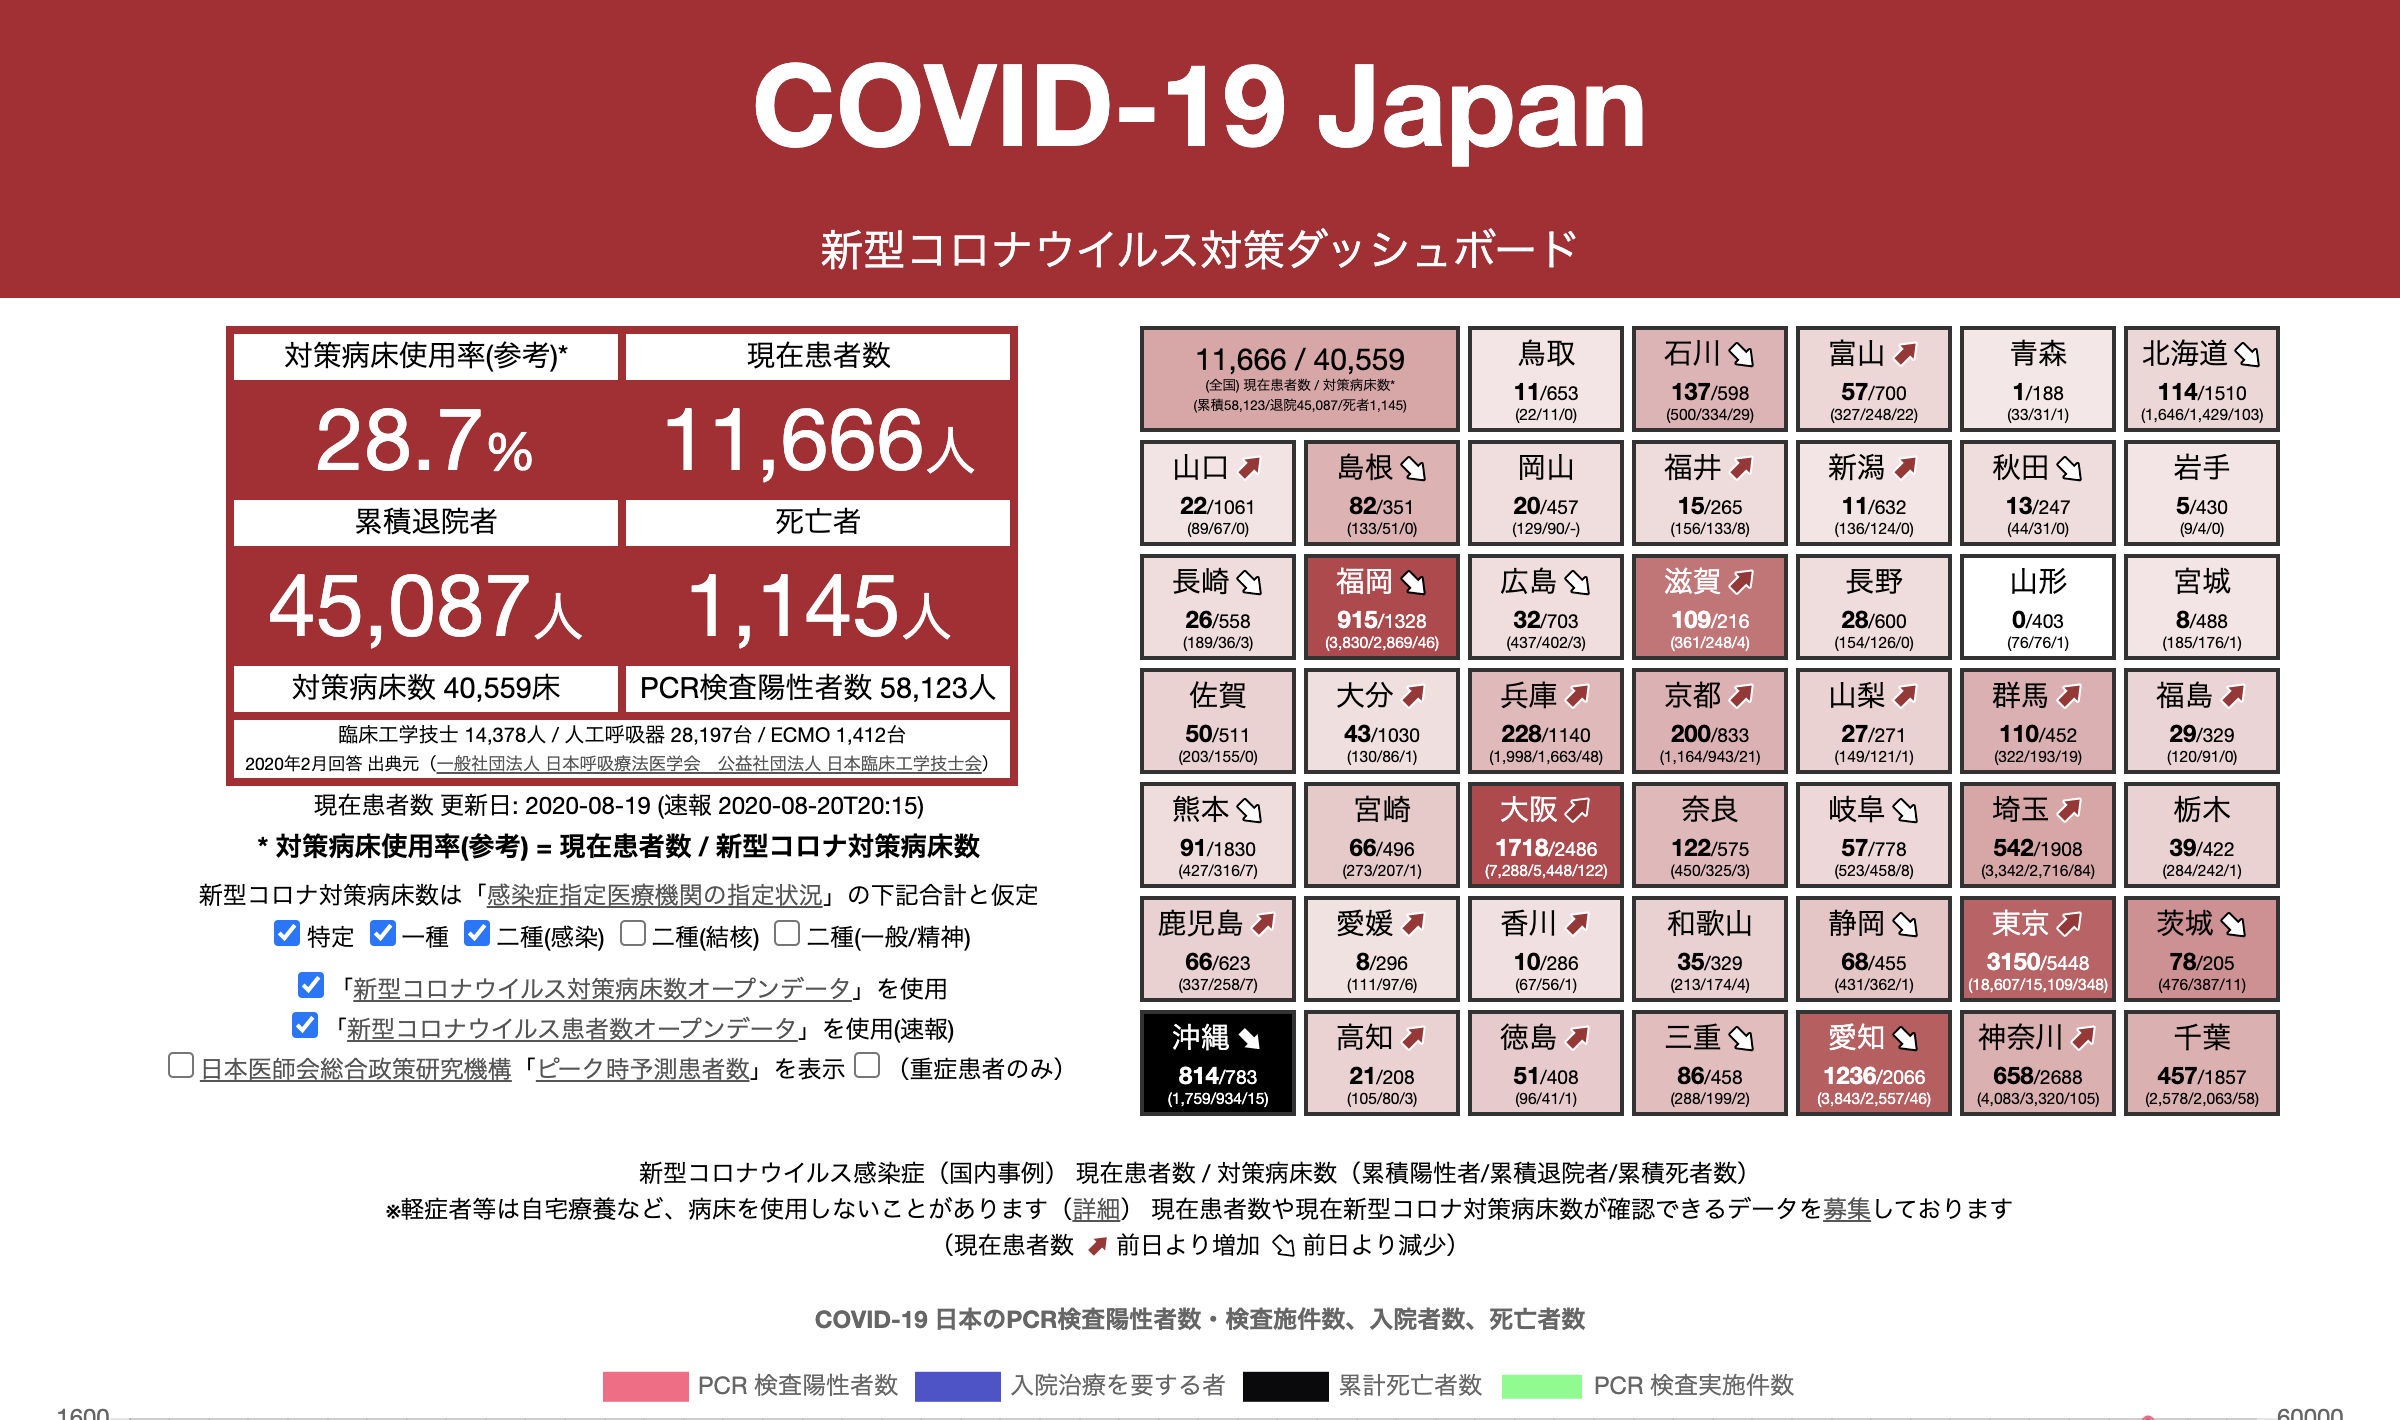 COVID-19 Japan
新型コロナウイルス対策ダッシュボード
対策病床使用率(参考)* 現在患者数
28.7% 11,666人
累積退院者 死亡者
45,087人 1,145人
対策病床数 40,559床 PCR検査陽性者数 58,123人
臨床工学技士 14,378人 / 人工呼吸器 28,197台 / ECMO 1,412台
2020年2月回答 出典元（一般社団法人 日本呼吸療法医学会　公益社団法人 日本臨床工学技士会）
現在患者数 更新日: 2020-08-19 (速報 2020-08-20T20:15)
* 対策病床使用率(参考) = 現在患者数 / 新型コロナ対策病床数
新型コロナ対策病床数は「感染症指定医療機関の指定状況」の下記合計と仮定
特定 一種 二種(感染) 二種(結核) 二種(一般/精神)
「新型コロナウイルス対策病床数オープンデータ」を使用
「新型コロナウイルス患者数オープンデータ」を使用(速報)
日本医師会総合政策研究機構「ピーク時予測患者数」を表示 （重症患者のみ）
11,666 / 40,559
(全国) 現在患者数 / 対策病床数*
(累積58,123/退院45,087/死者1,145)
鳥取 石川 富山 青森 北海道
11/653 137/598 57/700 1/188 114/1510
(22/11/0) (500/334/29) (327/248/22) (33/31/1) (1,646/1,429/103)
山口 島根 岡山 福井 新潟 秋田 岩手
22/1061 82/351 20/457 15/265 11/632 13/247 5/430
(89/67/0) (133/51/0) (129/90/-) (156/133/8) (136/124/0) (44/31/0) (9/4/0)
長崎 福岡 広島 滋賀 長野 山形 宮城
26/558 915/1328 32/703 109/216 28/600 0/403 8/488
(189/36/3) (3,830/2,869/46) (437/402/3) (361/248/4) (154/126/0) (76/76/1) (185/176/1)
佐賀 大分 兵庫 京都 山梨 群馬 福島
50/511 43/1030 228/1140 200/833 27/271 110/452 29/329
(203/155/0) (130/86/1) (1,998/1,663/48) (1,164/943/21) (149/121/1) (322/193/19) (120/91/0)
熊本 宮崎 大阪 奈良 岐阜 埼玉 栃木
91/1830 66/496 1718/2486 122/575 57/778 542/1908 39/422
(427/316/7) (273/207/1) (7,288/5,448/122) (450/325/3) (523/458/8) (3,342/2,716/84) (284/242/1)
鹿児島 愛媛 香川 和歌山 静岡 東京 茨城
66/623 8/296 10/286 35/329 68/455 3150/5448 78/205
(337/258/7) (111/97/6) (67/56/1) (213/174/4) (431/362/1) (18,607/15,109/348) (476/387/11)
沖縄 高知 徳島 三重 愛知 神奈川 千葉
814/783 21/208 51/408 86/458 1236/2066 658/2688 457/1857
(1,759/934/15) (105/80/3) (96/41/1) (288/199/2) (3,843/2,557/46) (4,083/3,320/105) (2,578/2,063/58)
新型コロナウイルス感染症（国内事例） 現在患者数 / 対策病床数（累積陽性者/累積退院者/累積死者数）
※軽症者等は自宅療養など、病床を使用しないことがあります（詳細） 現在患者数や現在新型コロナ対策病床数が確認できるデータを募集しております
（現在患者数 前日より増加 前日より減少）
COVID-19 日本のPCR検査陽性者数・検査施件数、入院者数、死亡者数
PCR 検査陽性者数 入院治療を要する者 累計死亡者数 PCR 検査実施件数
1600 60000